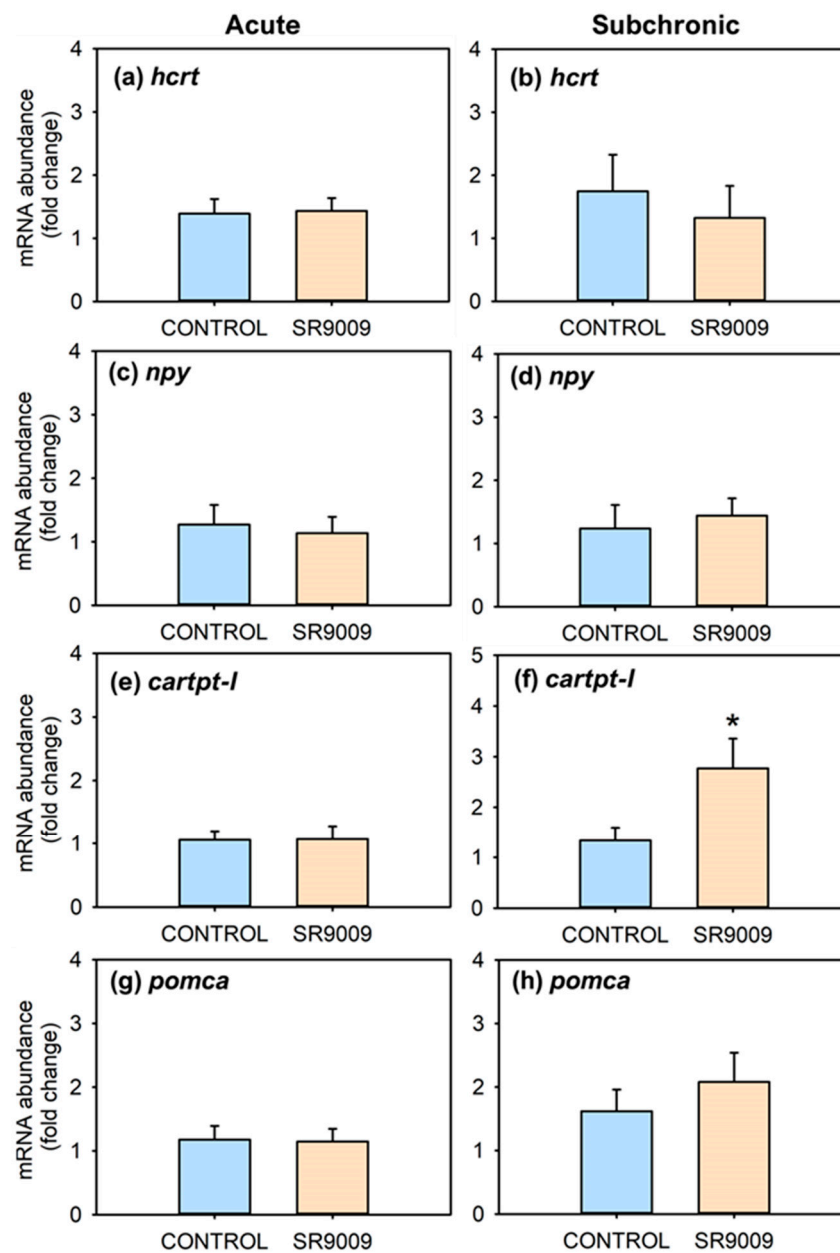 Acute Subchronic
(a) hcrt
(b) hcrt
mRNA abundance
(fold change)
4
3
2
1
0
4
3
2
1
0
CONTROL SR9009
CONTROL SR9009
(c) npy
(d) npy
mRNA abundance
(fold change)
4
3
2
1
0
4
3
2
1
0
CONTROL SR9009
CONTROL SR9009
(e) cartpt-I
(f) cartpt-I
mRNA abundance
(fold change)
4
3
2
1
0
5
4
3
2
1
0
*
CONTROL SR9009
CONTROL SR9009
(g) pomca
(h) pomca
mRNA abundance
(fold change)
4
3
2
1
0
4
3
2
1
0
CONTROL SR9009
CONTROL SR9009